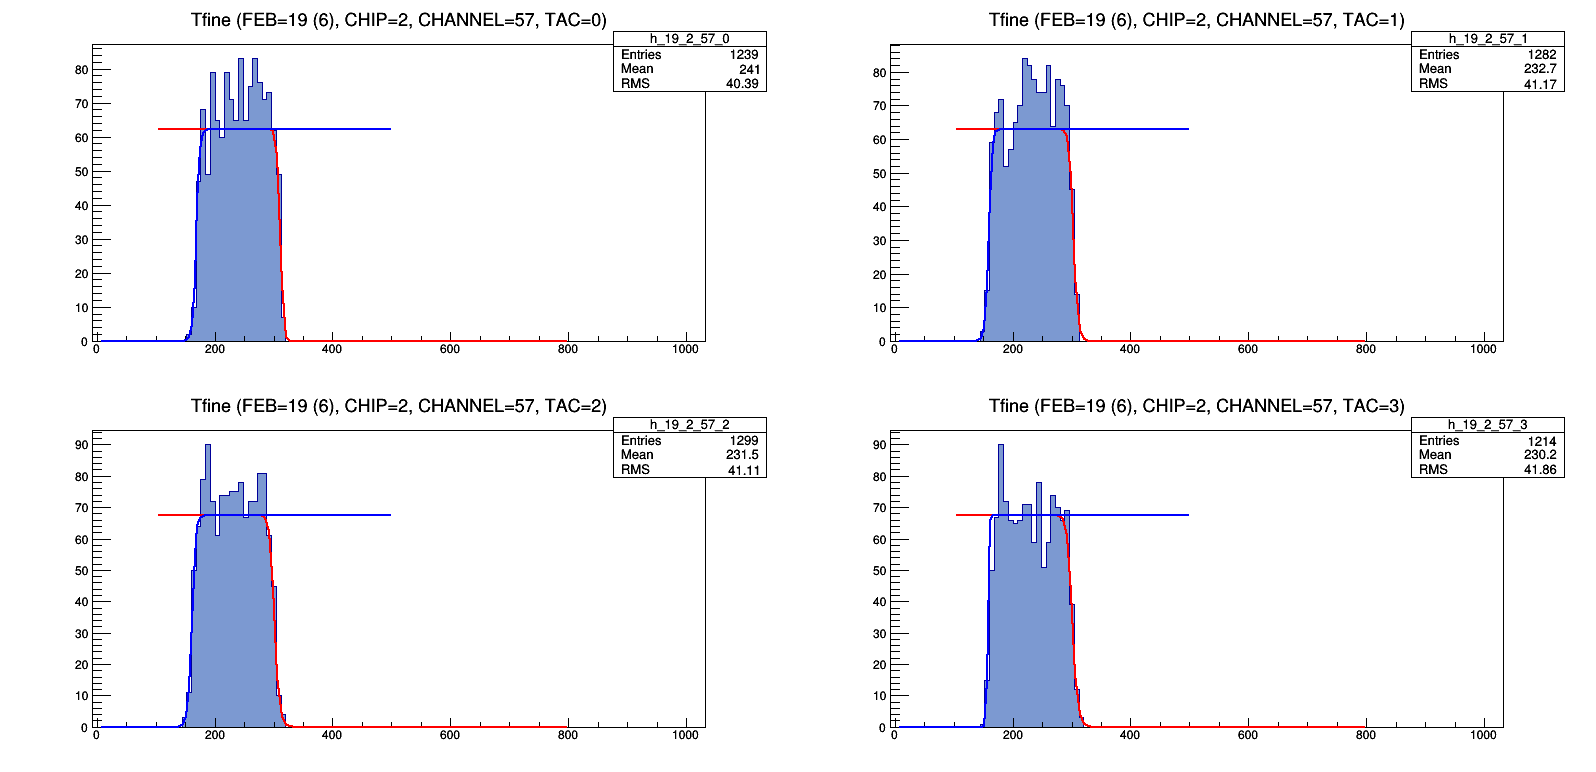 Tfine (FEB=19 (6), CHIP=2, CHANNEL=57, TAC=0)
h_19_2_57_0
Entries 1239
Mean 241
RMS 40.39
80
70
60
50
40
30
20
10
0
0 200 400 600 800 1000
Tfine (FEB=19 (6), CHIP=2, CHANNEL=57, TAC=1)
h_19_2_57_1
Entries 1282
Mean 232.7
RMS 41.17
80
70
60
50
40
30
20
10
0
0 200 400 600 800 1000
Tfine (FEB=19 (6), CHIP=2, CHANNEL=57, TAC=2)
h_19_2_57_2
Entries 1299
Mean 231.5
RMS 41.11
90
80
70
60
50
40
30
20
10
0
0 200 400 600 800 1000
Tfine (FEB=19 (6), CHIP=2, CHANNEL=57, TAC=3)
h_19_2_57_3
Entries 1214
Mean 230.2
RMS 41.86
90
80
70
60
50
40
30
20
10
0
0 200 400 600 800 1000